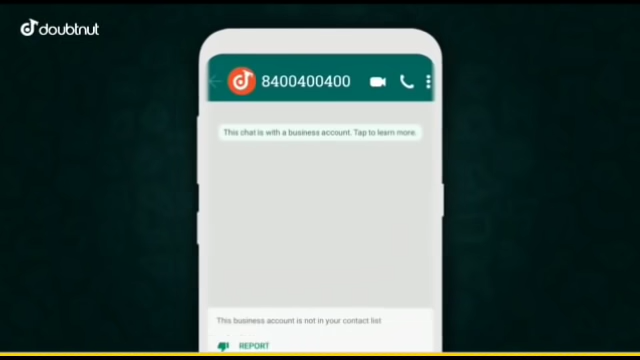 doubtnut
8400400400
This chat is with a business account. Tap to learn more.
This business account is not in your contact list
REPORT